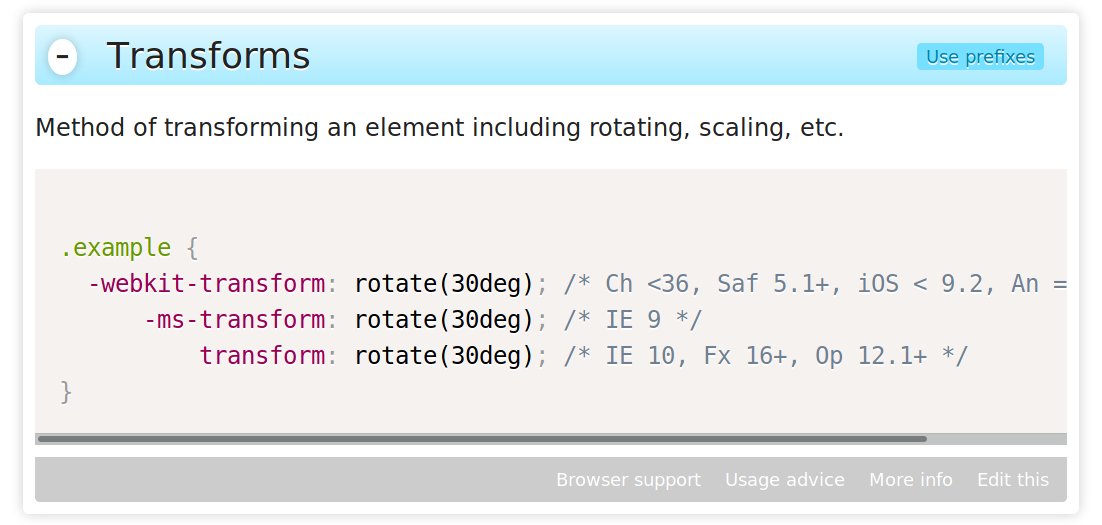 - Transforms Use prefixes
Method of transforming an element including rotating, scaling, etc.
.example {
  -webkit-transform: rotate(30deg); /* Ch <36, Saf 5.1+, iOS < 9.2, An =
      -ms-transform: rotate(30deg); /* IE 9 */
          transform: rotate(30deg); /* IE 10, Fx 16+, Op 12.1+ */
}
Browser support Usage advice More info Edit this